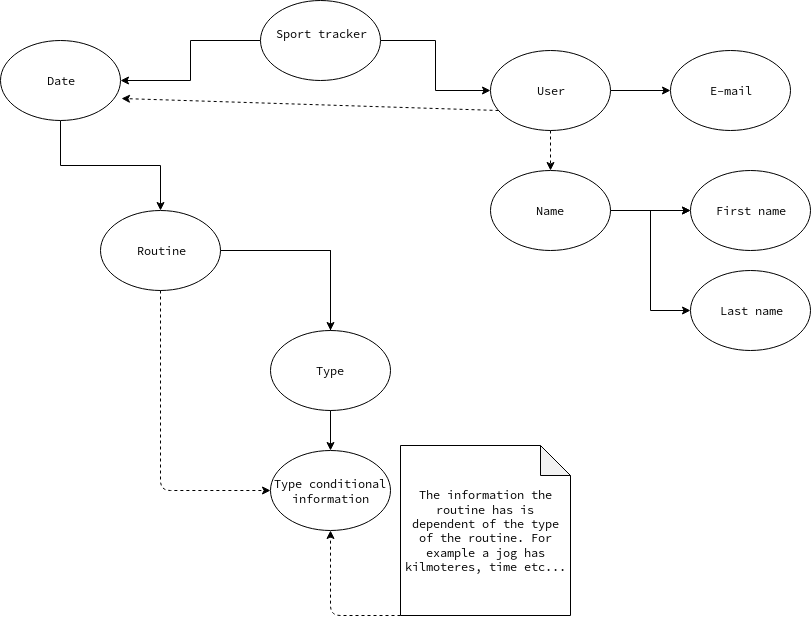 Sport tracker
Date
User
E-mail
Name
First name
Routine
Last name
Type
Type conditional
information
The information the
routine has is
dependent of the type
of the routine. For
example a jog has
kilmoteres, time etc...